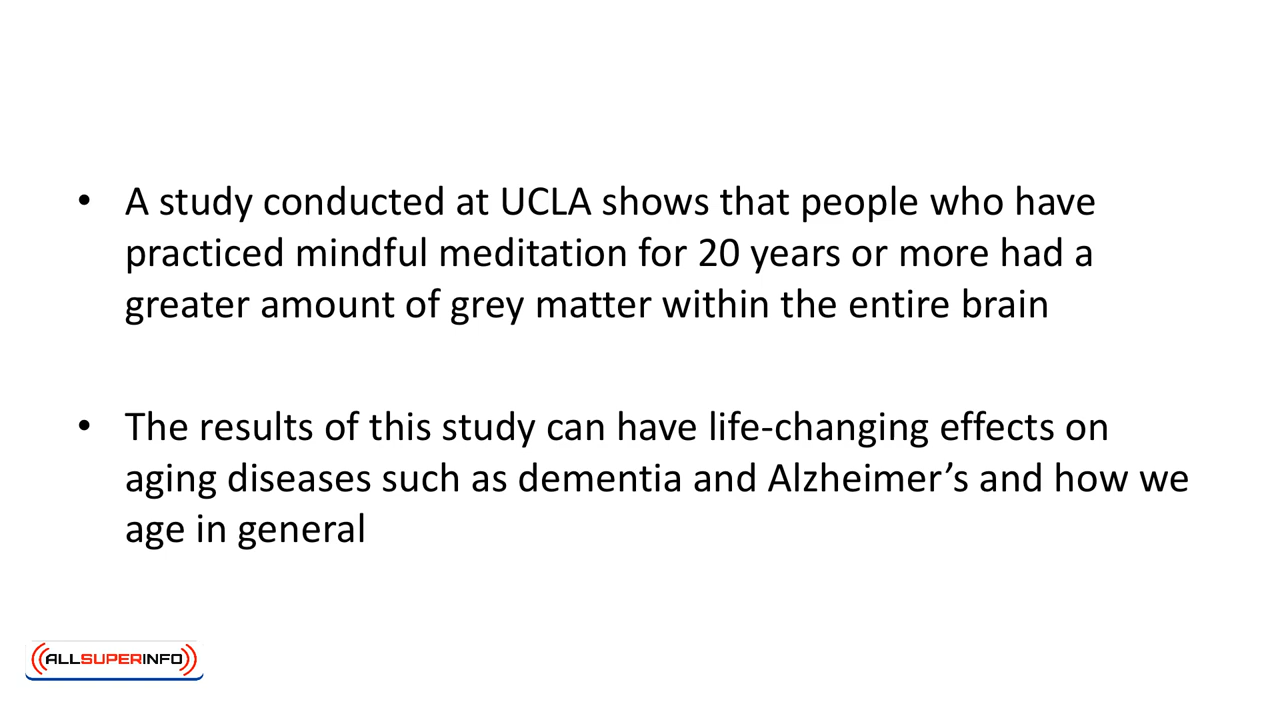 • A study conducted at UCLA shows that people who have
practiced mindful meditation for 20 years or more had a
greater amount of grey matter within the entire brain
• The results of this study can have life-changing effects on
aging diseases such as dementia and Alzheimer’s and how we
age in general
ALLSUPERINFO